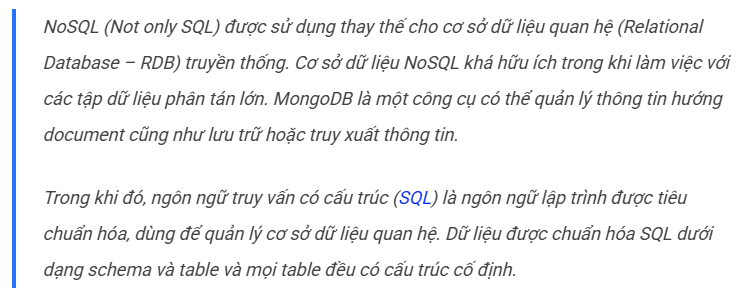 NoSQL (Not only SQL) được sử dụng thay thế cho cơ sở dữ liệu quan hệ (Relational
Database – RDB) truyền thống. Cơ sở dữ liệu NoSQL khá hữu ích trong khi làm việc với
các tập dữ liệu phân tán lớn. MongoDB là một công cụ có thể quản lý thông tin hướng
document cũng như lưu trữ hoặc truy xuất thông tin.
Trong khi đó, ngôn ngữ truy vấn có cấu trúc (SQL) là ngôn ngữ lập trình được tiêu
chuẩn hóa, dùng để quản lý cơ sở dữ liệu quan hệ. Dữ liệu được chuẩn hóa SQL dưới
dạng schema và table và mọi table đều có cấu trúc cố định.